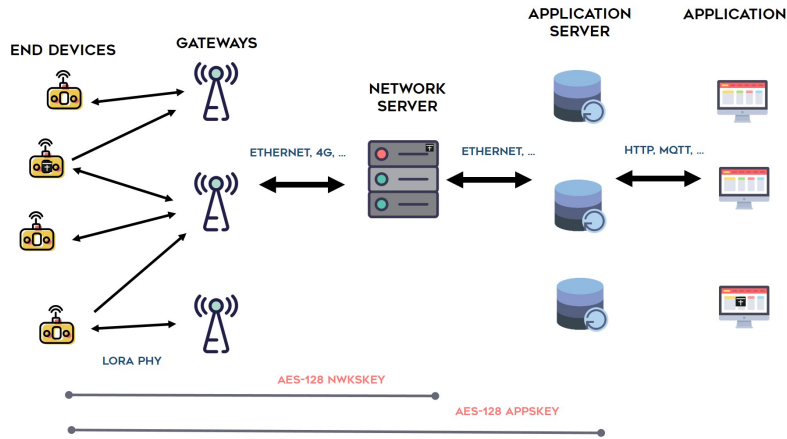 END DEVICES
GATEWAYS
NETWORK
SERVER
APPLICATION
SERVER
APPLICATION
ETHERNET, 4G, ...
ETHERNET, ...
HTTP, MQTT, ...
LORA PHY
AES-128 NWKSKEY
AES-128 APPSKEY